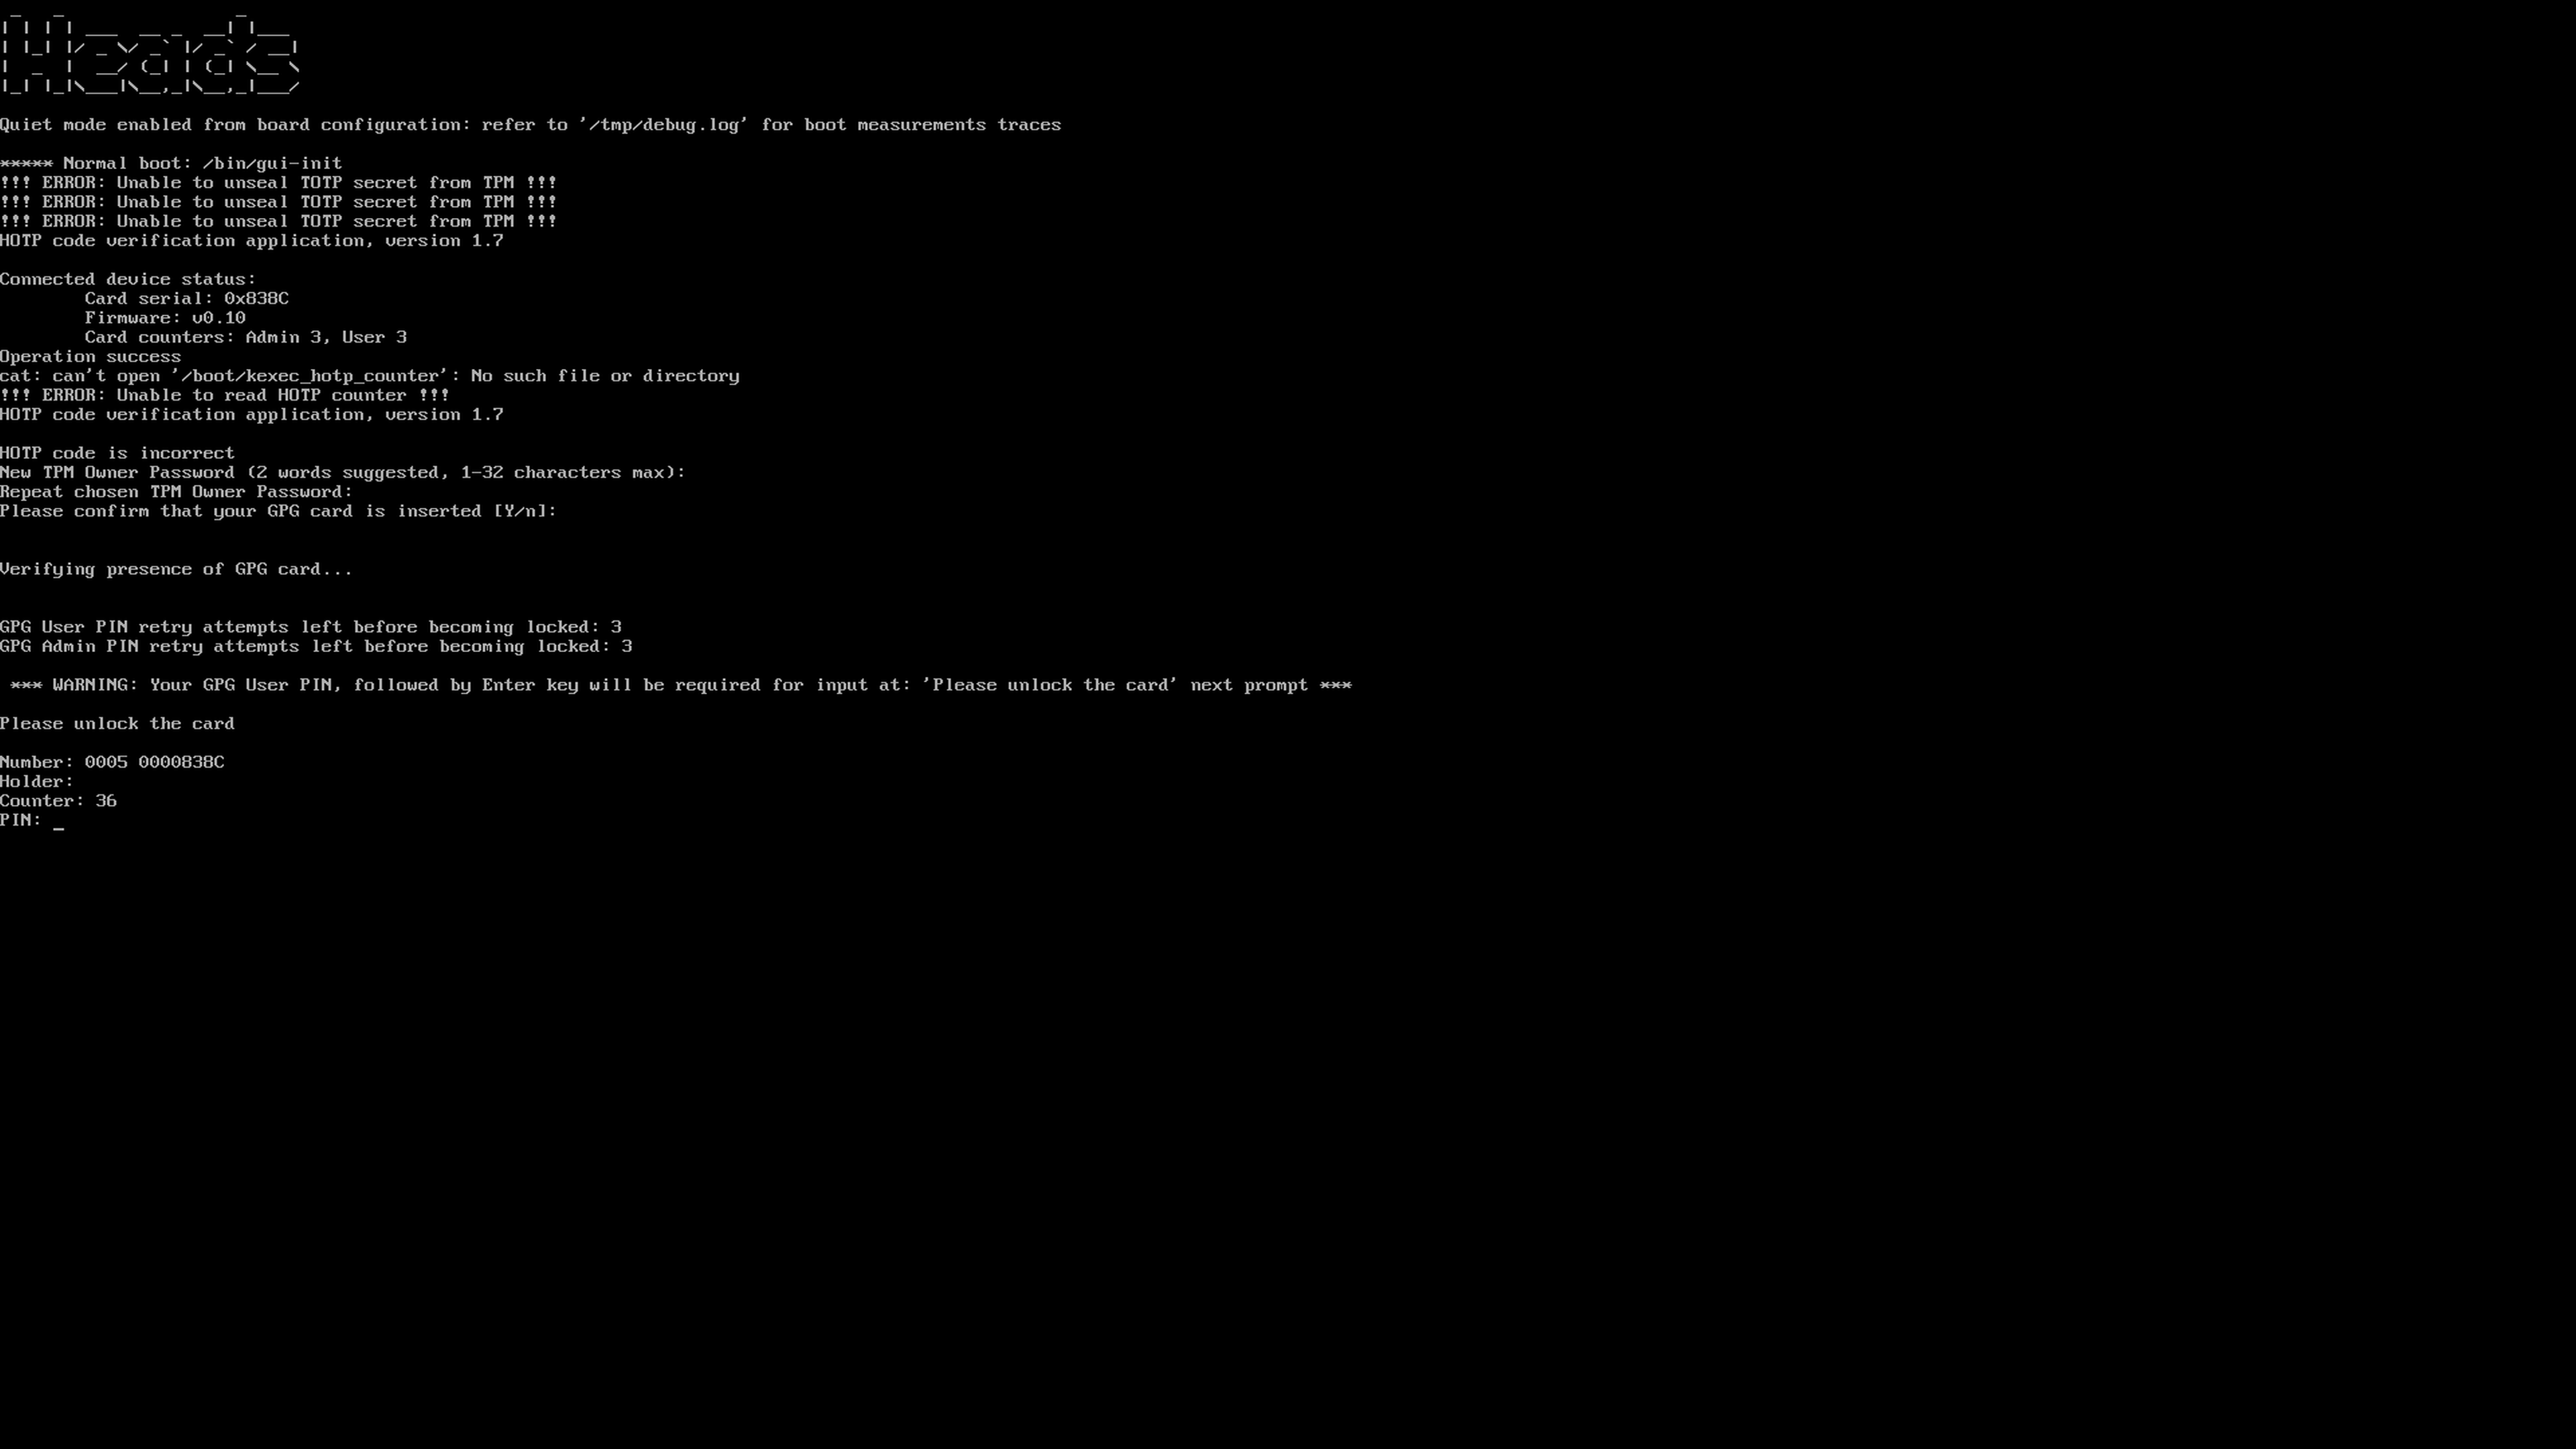 Heads
Quiet mode enabled from board configuration: refer to '/tmp/debug.log' for boot measurements traces
***** Normal boot: /bin/gui-init
!!! ERROR: Unable to unseal TOTP secret from TPM !!!
!!! ERROR: Unable to unseal TOTP secret from TPM !!!
!!! ERROR: Unable to unseal TOTP secret from TPM !!!
HOTP code verification application, version 1.7
Connected device status:
Card serial: 0x838C
Firmware: v0.10
Card counters: Admin 3, User 3
Operation success
cat: can't open '/boot/kexec_hotp_counter': No such file or directory
!!! ERROR: Unable to read HOTP counter !!!
HOTP code verification application, version 1.7
HOTP code is incorrect
New TPM Owner Password (2 words suggested, 1-32 characters max):
Repeat chosen TPM Owner Password:
Please confirm that your GPG card is inserted [Y/n]:
Verifying presence of GPG card...
GPG User PIN retry attempts left before becoming locked: 3
GPG Admin PIN retry attempts left before becoming locked: 3
*** WARNING: Your GPG User PIN, followed by Enter key will be required for input at: 'Please unlock the card' next prompt ***
Please unlock the card
Number: 0005 0000838C
Holder:
Counter: 36
PIN: _